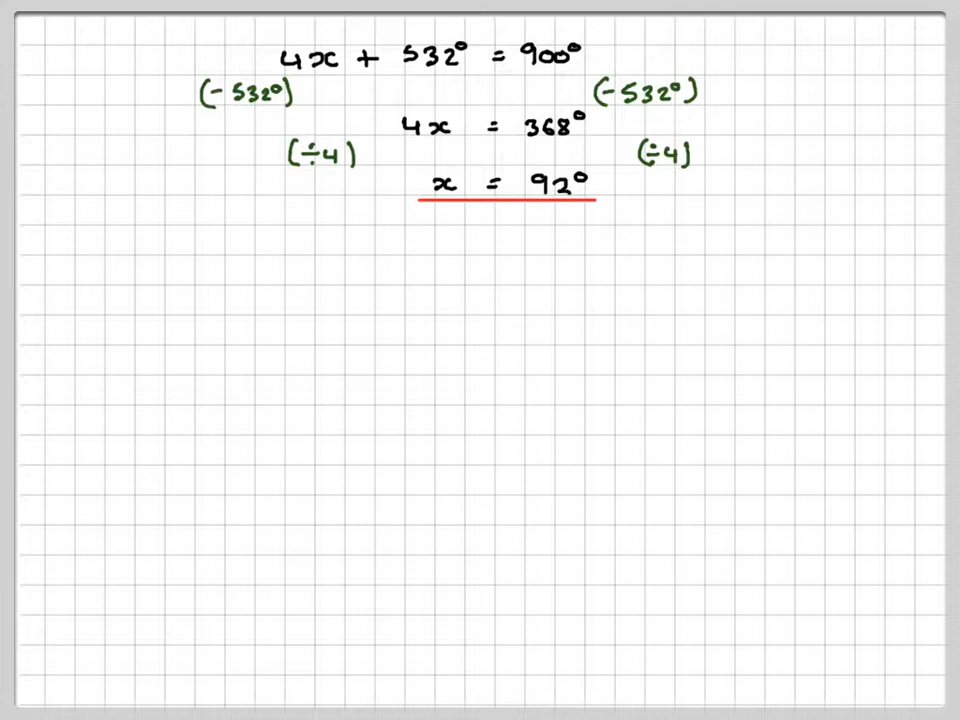 4x + 532° = 900°
(-532°) (-532°)
4x = 368°
(÷4) (÷4)
x = 92°